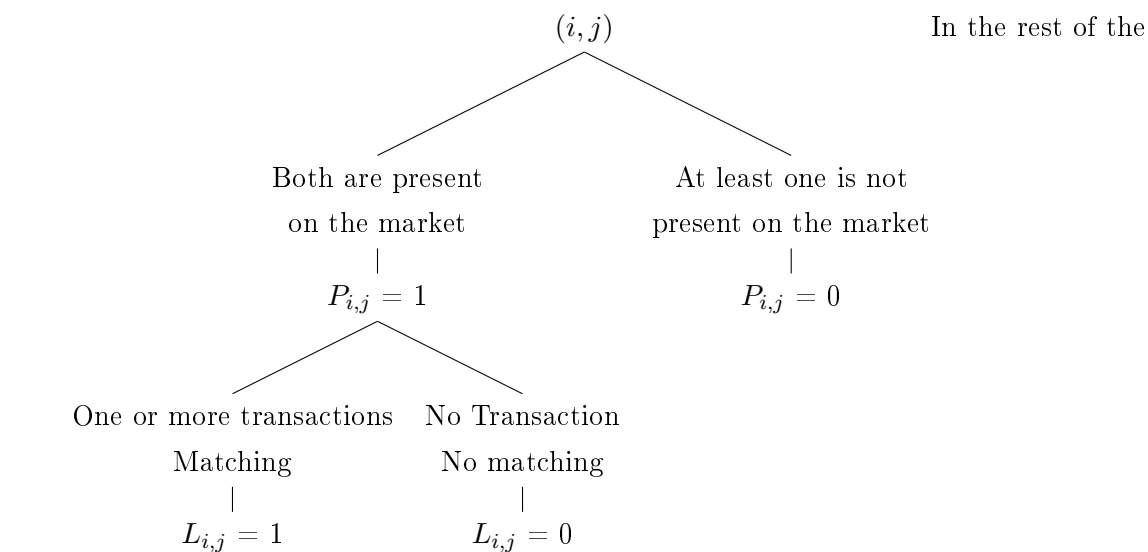 (i, j)
In the rest of the
Both are present
on the market
P_{i,j} = 1
At least one is not
present on the market
P_{i,j} = 0
One or more transactions
Matching
L_{i,j} = 1
No Transaction
No matching
L_{i,j} = 0